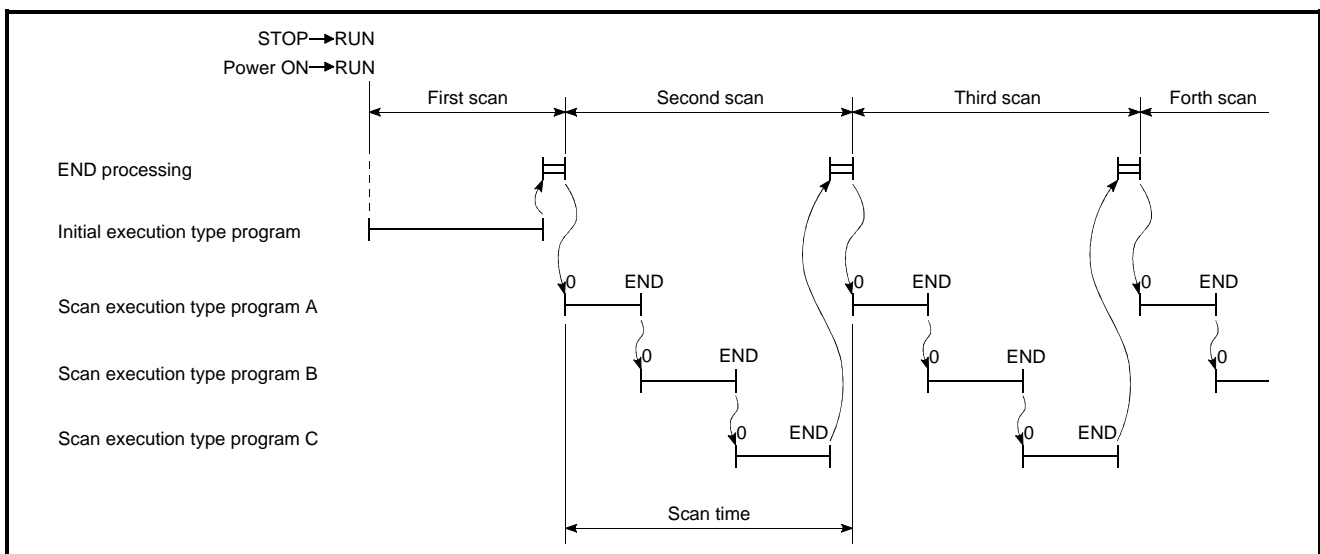 STOP→RUN
Power ON→RUN
First scan
Second scan
Third scan
Forth scan
END processing
Initial execution type program
0 END 0 END 0 END
Scan execution type program A
0 END 0 END 0
Scan execution type program B
0 END 0 END
Scan execution type program C
Scan time